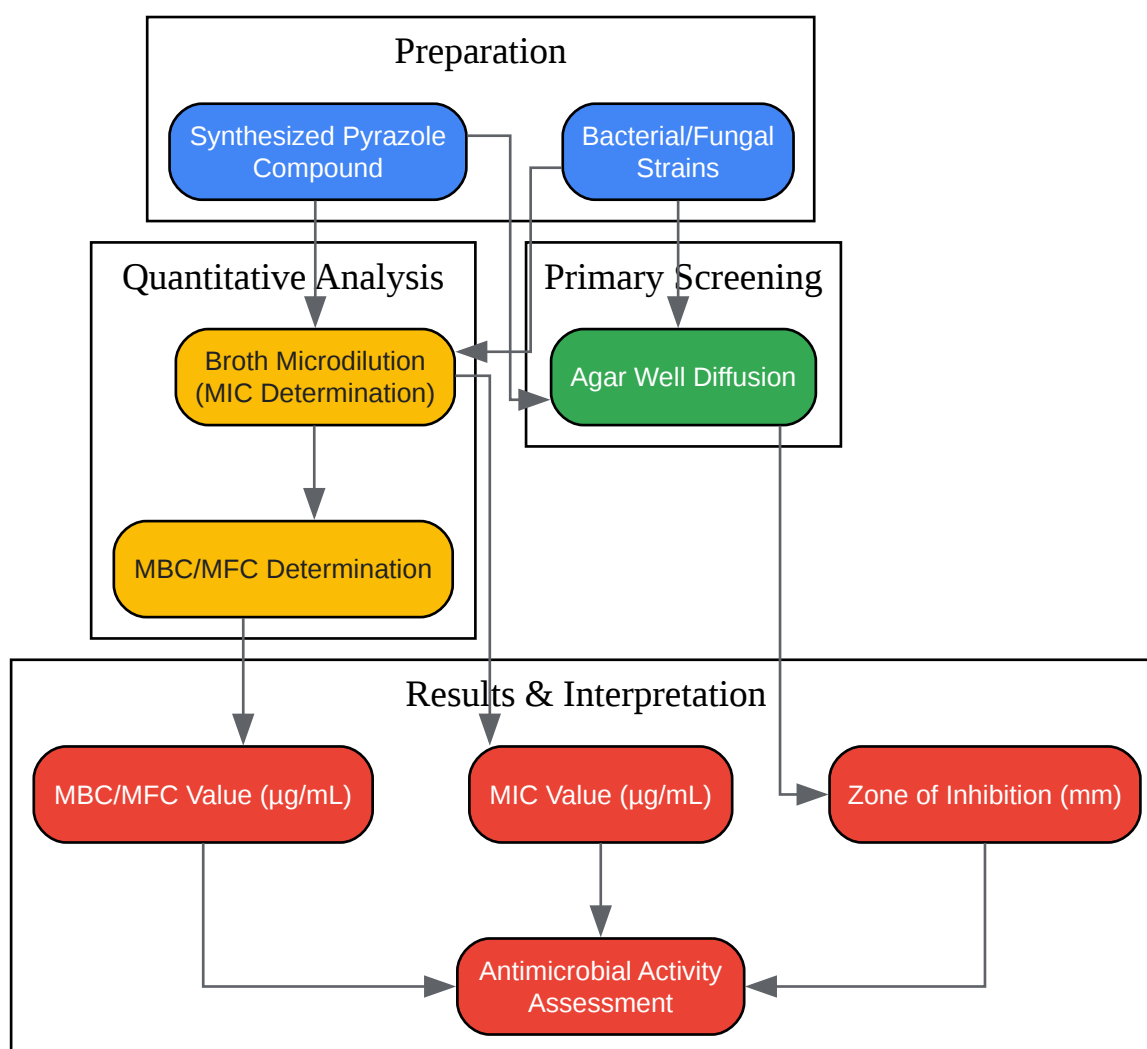 Preparation
Synthesized Pyrazole
Compound
Bacterial/Fungal
Strains
Quantitative Analysis
Primary Screening
Broth Microdilution
(MIC Determination)
Agar Well Diffusion
MBC/MFC Determination
Results & Interpretation
MBC/MFC Value (µg/mL)
MIC Value (µg/mL)
Zone of Inhibition (mm)
Antimicrobial Activity
Assessment